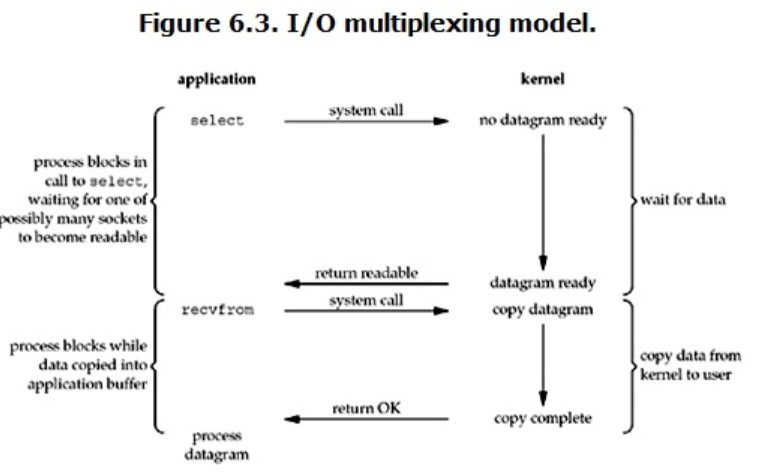 Figure 6.3. I/O multiplexing model.
application
kernel
select
system call
no datagram ready
process blocks in
call to select,
waiting for one of
possibly many sockets
to become readable
wait for data
return readable
datagram ready
recvfrom
system call
copy datagram
process blocks while
data copied into
application buffer
copy data from
kernel to user
return OK
copy complete
process
datagram